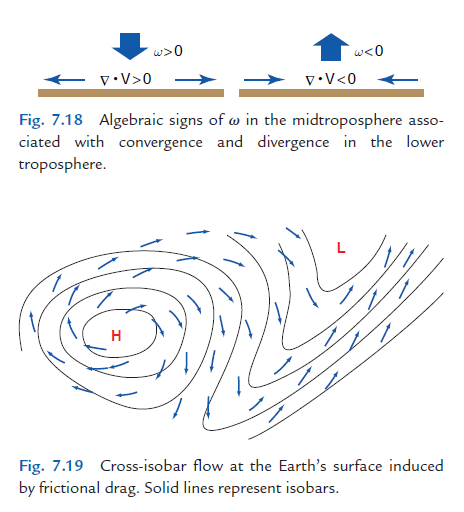 ω>0
ω<0
∇•V>0
∇•V<0
Fig. 7.18 Algebraic signs of ω in the midtroposphere asso-
ciated with convergence and divergence in the lower
troposphere.
L
H
Fig. 7.19 Cross-isobar flow at the Earth's surface induced
by frictional drag. Solid lines represent isobars.